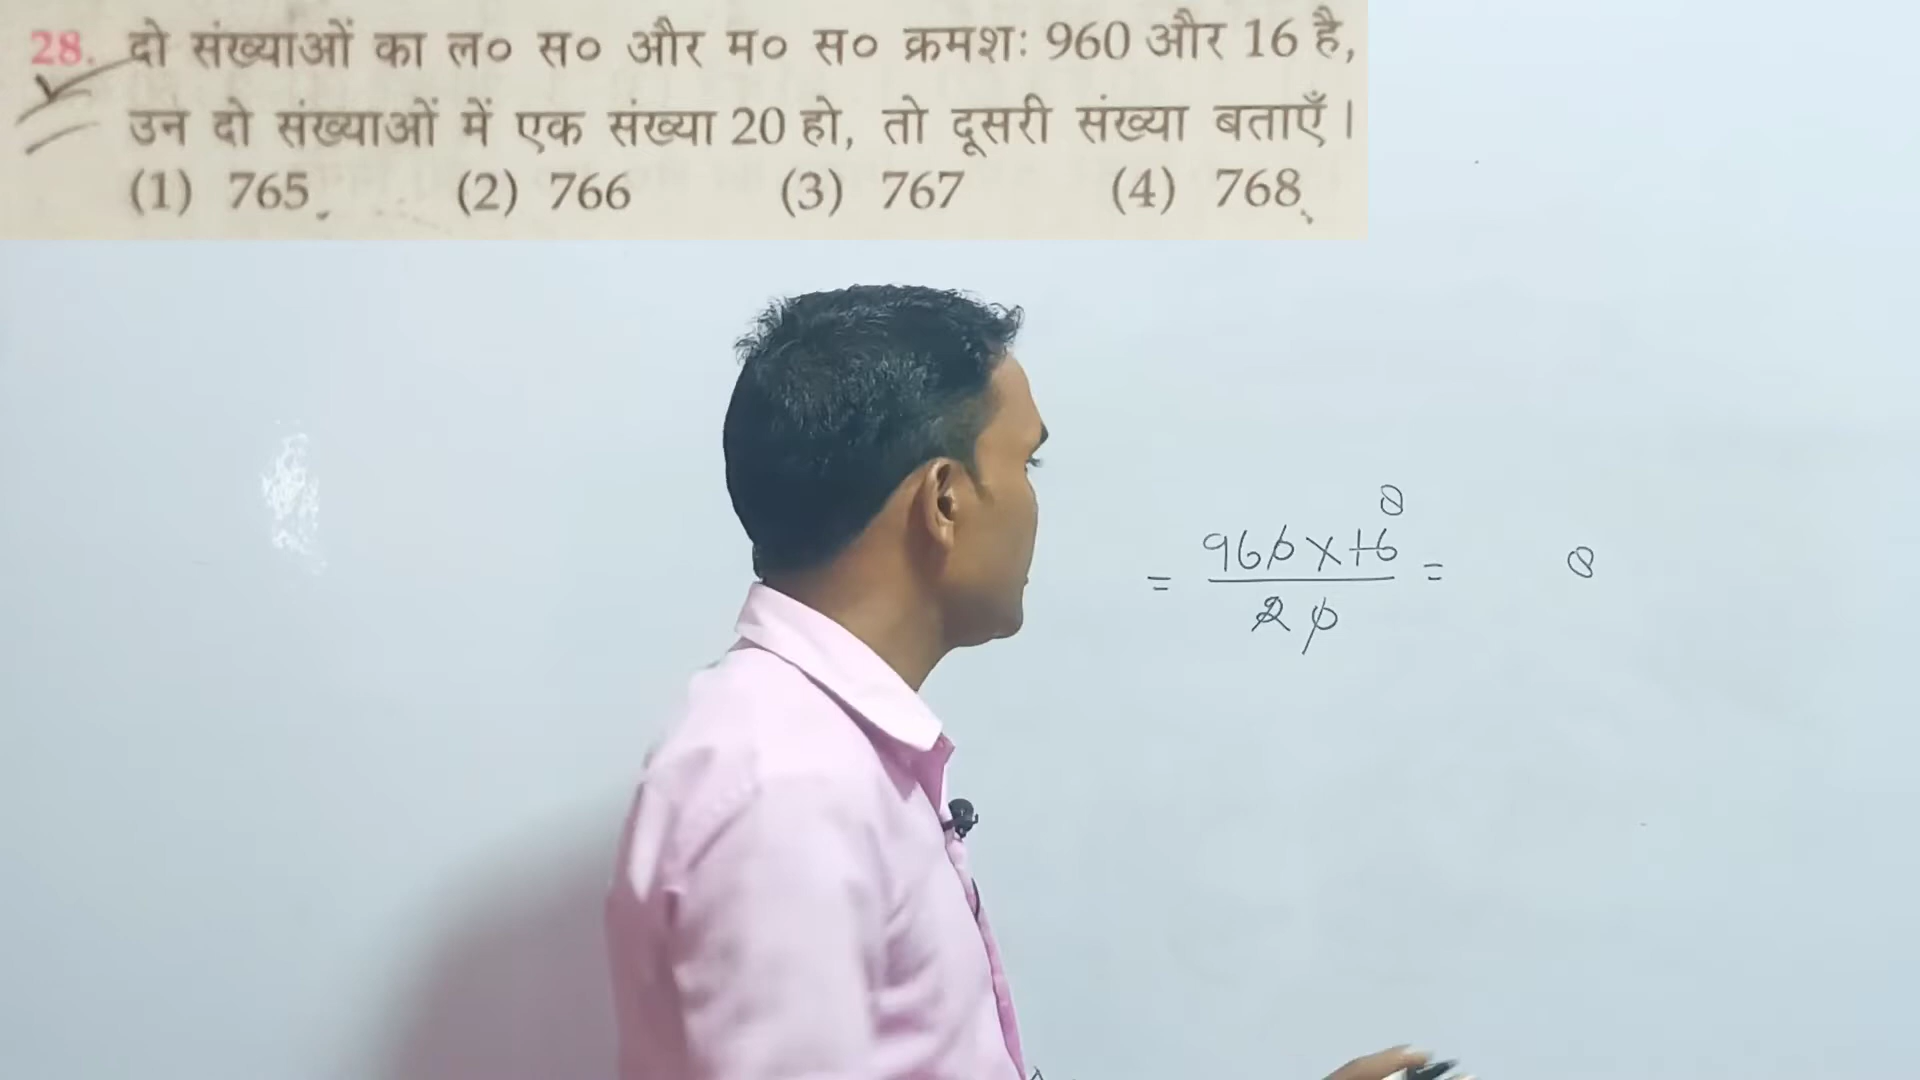 28. दो संख्याओं का ल० स० और म० स० क्रमशः 960 और 16 है,
उन दो संख्याओं में एक संख्या 20 हो, तो दूसरी संख्या बताएँ।
(1) 765 (2) 766 (3) 767 (4) 768
8
= 960 × 16 = 8
20